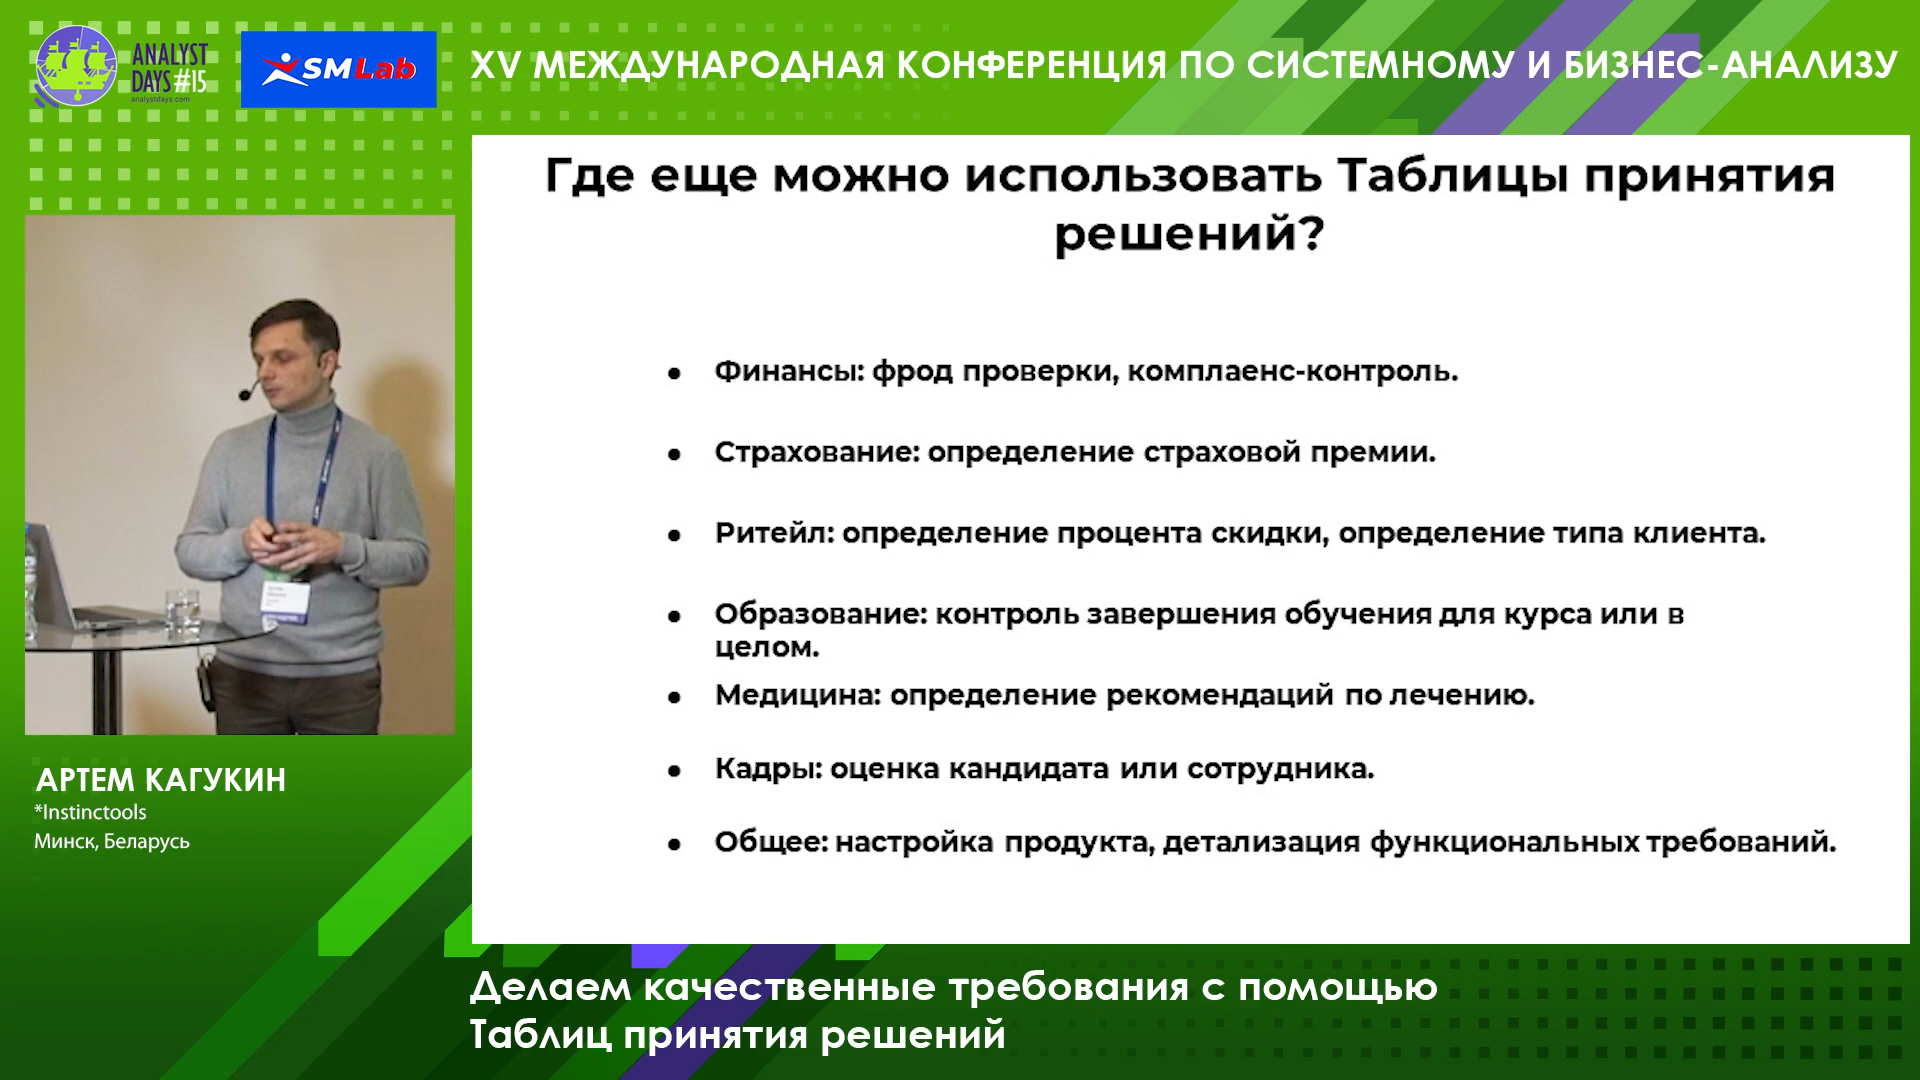 ANALYST
DAYS #15
analystdays.com
SMLab
XV МЕЖДУНАРОДНАЯ КОНФЕРЕНЦИЯ ПО СИСТЕМНОМУ И БИЗНЕС-АНАЛИЗУ
Где еще можно использовать Таблицы принятия
решений?
● Финансы: фрод проверки, комплаенс-контроль.
● Страхование: определение страховой премии.
● Ритейл: определение процента скидки, определение типа клиента.
● Образование: контроль завершения обучения для курса или в
целом.
● Медицина: определение рекомендаций по лечению.
● Кадры: оценка кандидата или сотрудника.
● Общее: настройка продукта, детализация функциональных требований.
АРТЕМ КАГУКИН
*Instinctools
Минск, Беларусь
Делаем качественные требования с помощью
Таблиц принятия решений